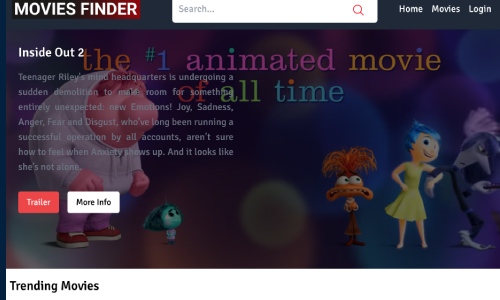 MOVIES FINDER
Search...
Home Movies Login
Inside Out 2
the #1 animated movie
of all time
Teenager Riley's mind headquarters is undergoing a
sudden demolition to make room for something
entirely unexpected: new Emotions! Joy, Sadness,
Anger, Fear and Disgust, who've long been running a
successful operation by all accounts, aren't sure
how to feel when Anxiety shows up. And it looks like
she's not alone.
Trailer
More Info
Trending Movies